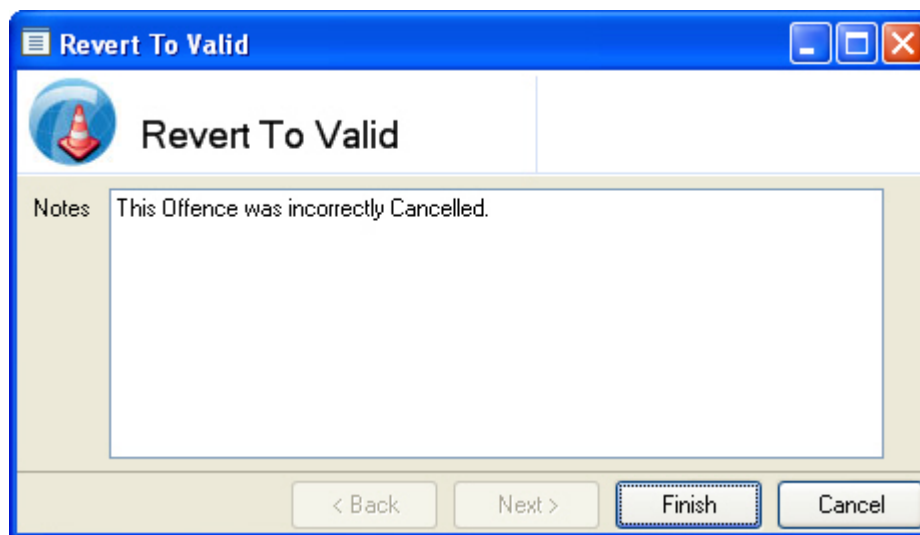 Revert To Valid
Revert To Valid
Notes
This Offence was incorrectly Cancelled.
< Back
Next >
Finish
Cancel